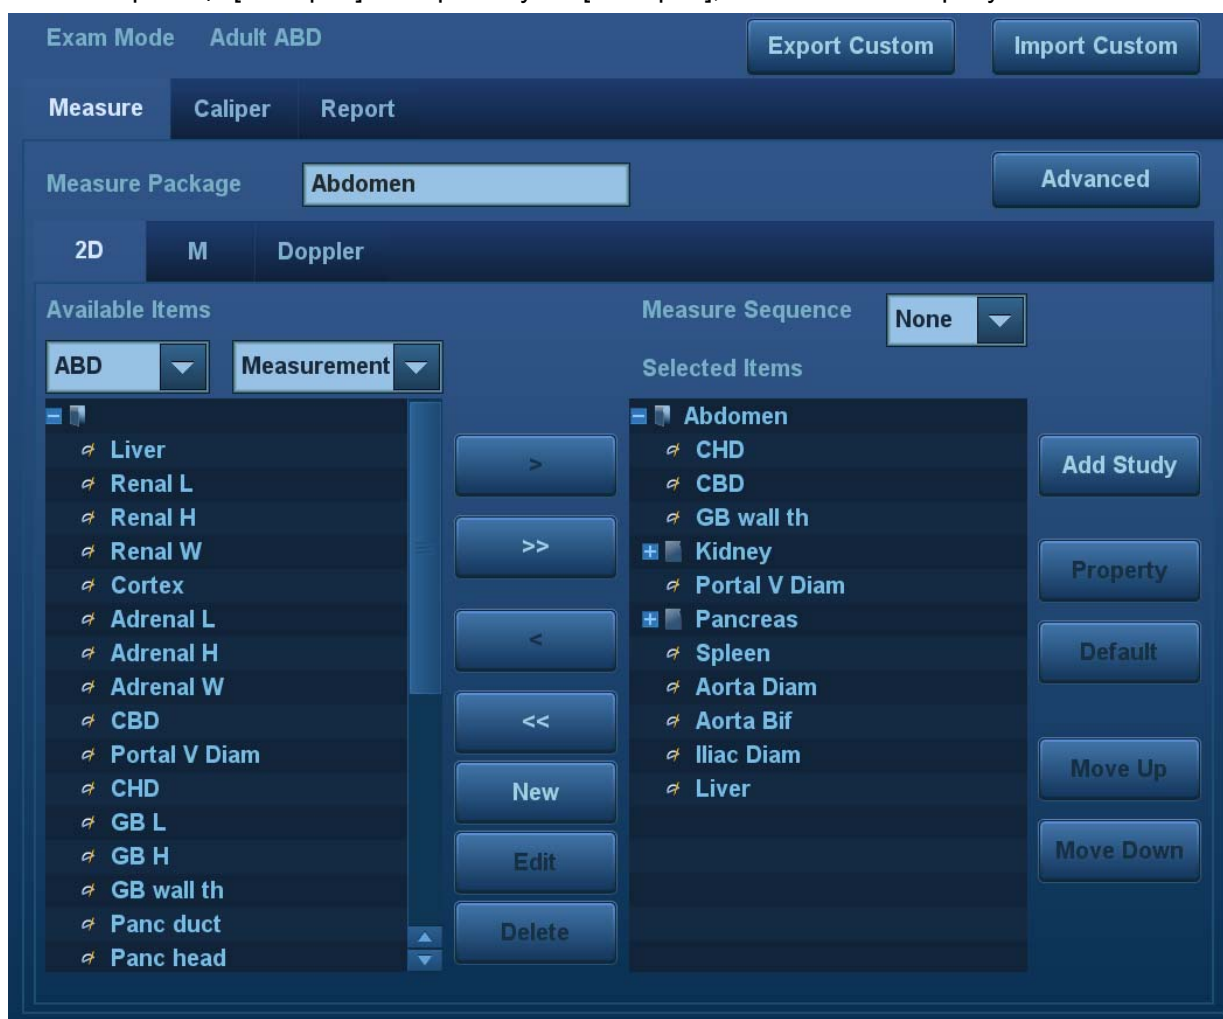 Exam Mode Adult ABD Export Custom Import Custom
Measure Caliper Report
Measure Package Abdomen Advanced
2D M Doppler
Available Items
ABD Measurement
Liver
Renal L
Renal H
Renal W
Cortex
Adrenal L
Adrenal H
Adrenal W
CBD
Portal V Diam
CHD
GB L
GB H
GB wall th
Panc duct
Panc head
>
>>
<
<<
New
Edit
Delete
Measure Sequence None
Selected Items
Abdomen
CHD
CBD
GB wall th
Kidney
Portal V Diam
Pancreas
Spleen
Aorta Diam
Aorta Bif
Iliac Diam
Liver
Add Study
Property
Default
Move Up
Move Down